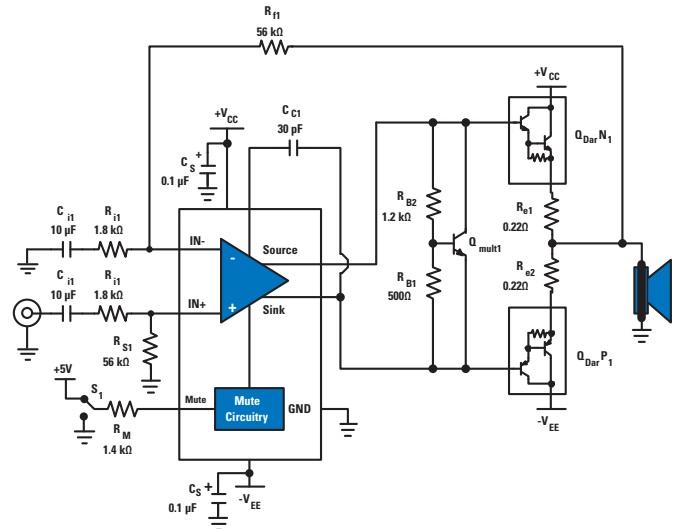 R f1
56 kΩ
+V CC
C C1
30 pF
+V CC
Q Dar N 1
C S +
0.1 µF
R B2
1.2 kΩ
R e1
0.22Ω
C i1
10 µF
R i1
1.8 kΩ
IN-
-
Source
Q mult1
C i1
10 µF
R i1
1.8 kΩ
IN+
+
Sink
R B1
500Ω
R e2
0.22Ω
R S1
56 kΩ
+5V
S 1
Mute
Mute
Circuitry
GND
Q Dar P 1
R M
1.4 kΩ
-V EE
C S +
0.1 µF
-V EE